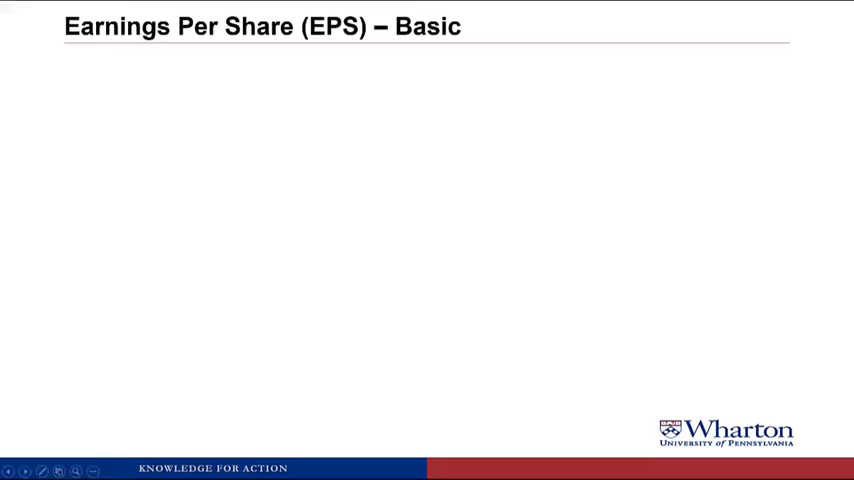 Earnings Per Share (EPS) – Basic
Wharton
UNIVERSITY OF PENNSYLVANIA
KNOWLEDGE FOR ACTION